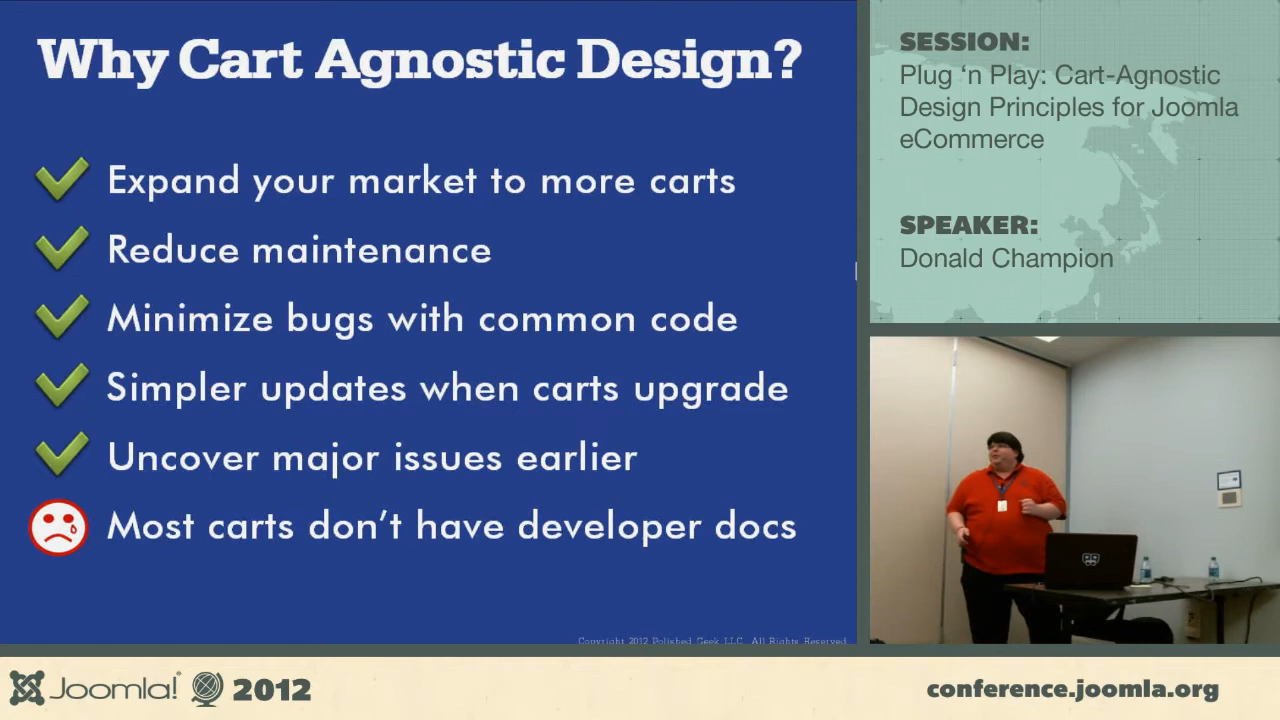 Why Cart Agnostic Design?
Expand your market to more carts
Reduce maintenance
Minimize bugs with common code
Simpler updates when carts upgrade
Uncover major issues earlier
Most carts don't have developer docs
Copyright 2012 Polished Geek LLC. All Rights Reserved
SESSION:
Plug 'n Play: Cart-Agnostic
Design Principles for Joomla
eCommerce
SPEAKER:
Donald Champion
Joomla! 2012
conference.joomla.org